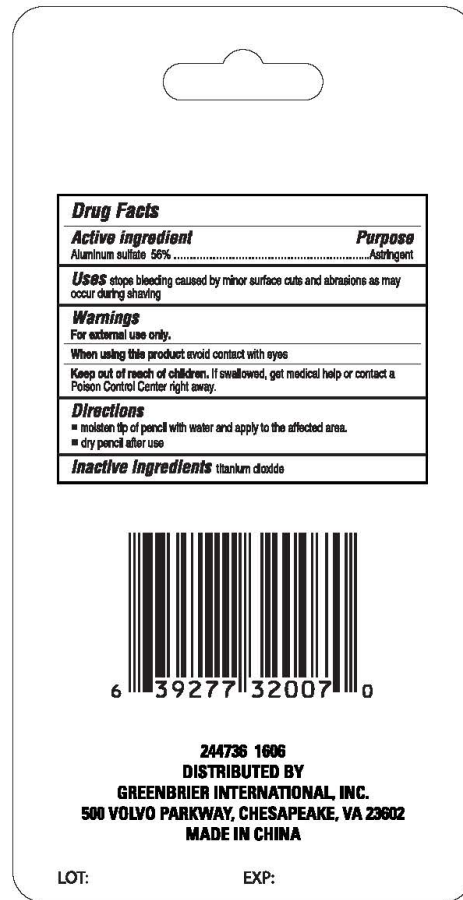 Drug Facts
Active ingredient Purpose
Aluminum sulfate 56% ........................................................Astringent
Uses stops bleeding caused by minor surface cuts and abrasions as may
occur during shaving
Warnings
For external use only.
When using this product avoid contact with eyes
Keep out of reach of children. If swallowed, get medical help or contact a
Poison Control Center right away.
Directions
▪ moisten tip of pencil with water and apply to the affected area.
▪ dry pencil after use
Inactive ingredients titanium dioxide
6 39277 32007 0
244736 1606
DISTRIBUTED BY
GREENBRIER INTERNATIONAL, INC.
500 VOLVO PARKWAY, CHESAPEAKE, VA 23602
MADE IN CHINA
LOT: EXP: